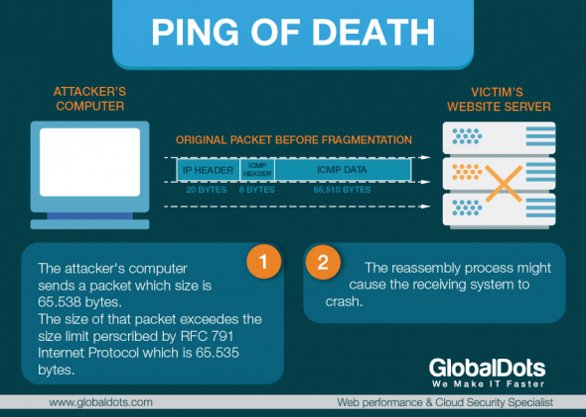 PING OF DEATH
ATTACKER'S
COMPUTER
VICTIM'S
WEBSITE SERVER
ORIGINAL PACKET BEFORE FRAGMENTATION
IP HEADER
ICMP
HEADER
ICMP DATA
20 BYTES
8 BYTES
65,510 BYTES
1
The attacker's computer
sends a packet which size is
65.538 bytes.
The size of that packet exceedes the
size limit perscribed by RFC 791
Internet Protocol which is 65.535
bytes.
2
The reassembly process might
cause the receiving system to
crash.
GlobalDots
We Make IT Faster
www.globaldots.com
Web performance & Cloud Security Specialist